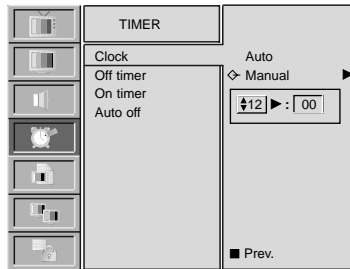 TIMER
Clock
Off timer
On timer
Auto off
Auto
Manual
12 : 00
Prev.